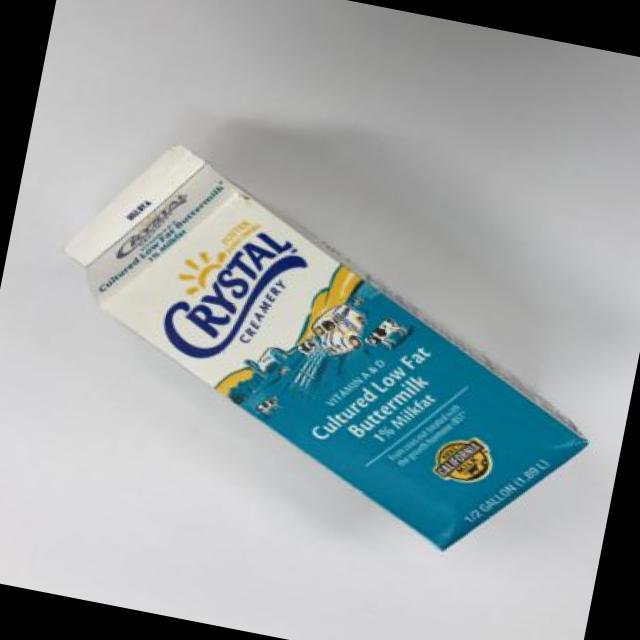 CRYSTAL
Cultured Low Fat Buttermilk
1% Milkfat
CRYSTAL
CREAMERY
VITAMIN A & D
Cultured Low Fat
Buttermilk
1% Milkfat
CALIFORNIA
1/2 GALLON (1.89 L)